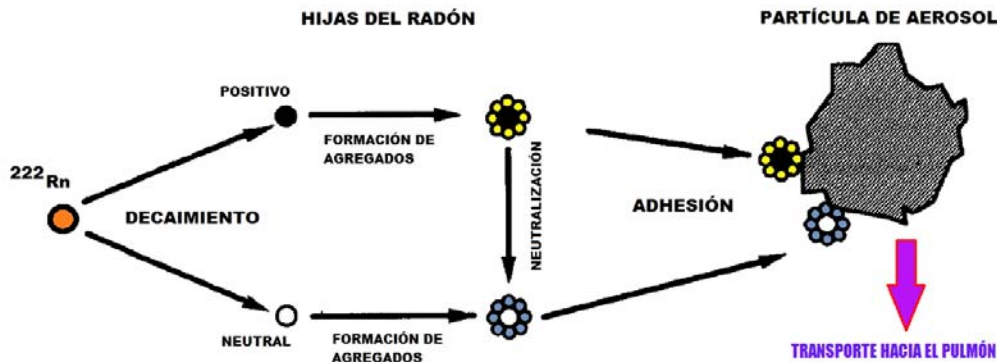 HIJAS DEL RADÓN
PARTÍCULA DE AEROSOL
POSITIVO
FORMACIÓN DE
AGREGADOS
²²²Rn
DECAIMIENTO
NEUTRALIZACIÓN
ADHESIÓN
NEUTRAL
FORMACIÓN DE
AGREGADOS
TRANSPORTE HACIA EL PULMÓN